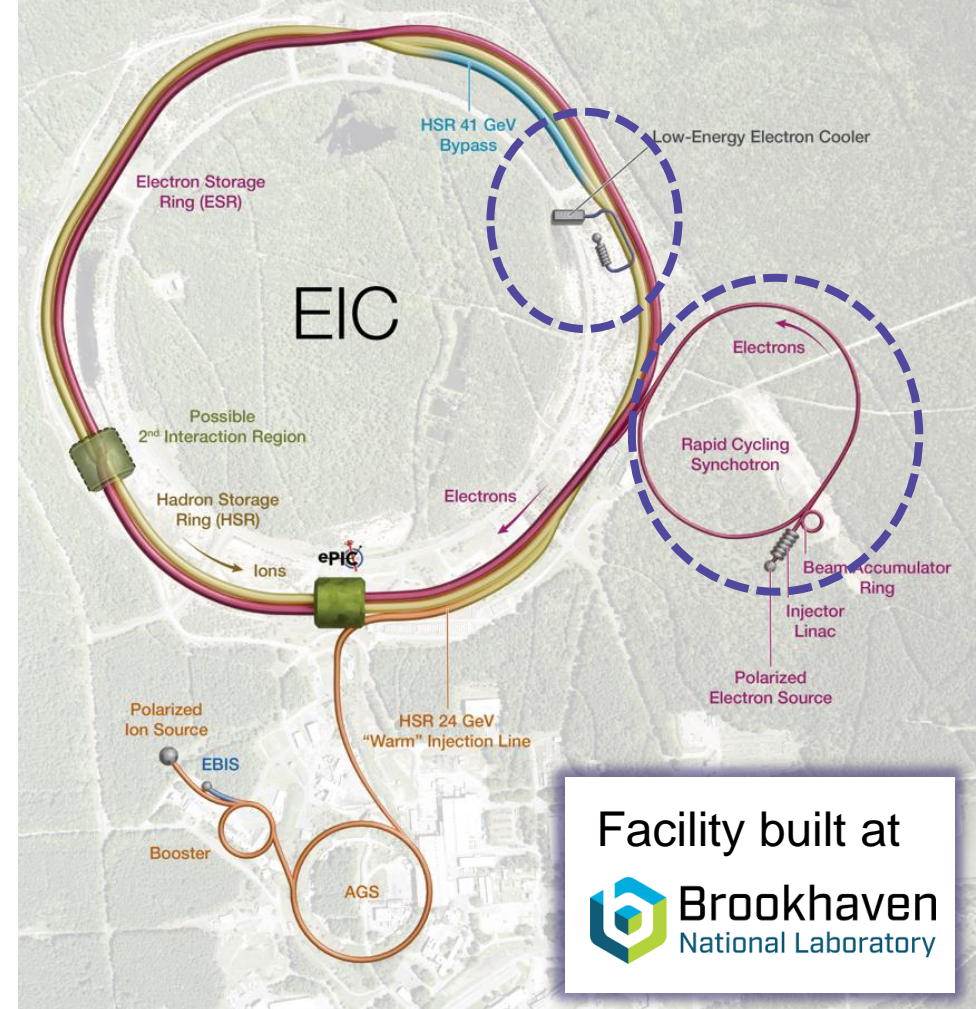 HSR 41 GeV
Bypass
Low-Energy Electron Cooler
Electron Storage
Ring (ESR)
EIC
Electrons
Possible
2nd Interaction Region
Rapid Cycling
Synchotron
Electrons
Hadron Storage
Ring (HSR)
ePIC
Ions
Beam Accumulator
Ring
Injector
Linac
Polarized
Electron Source
Polarized
Ion Source
HSR 24 GeV
“Warm” Injection Line
EBIS
Booster
AGS
Facility built at
Brookhaven
National Laboratory